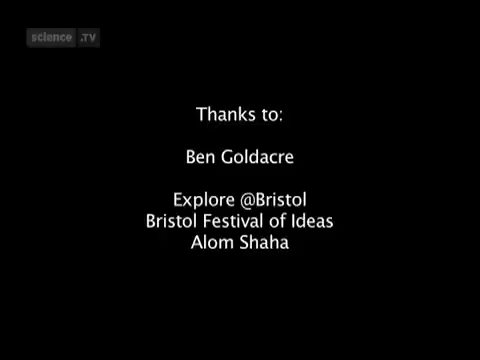 science .TV
Thanks to:
Ben Goldacre
Explore @Bristol
Bristol Festival of Ideas
Alom Shaha